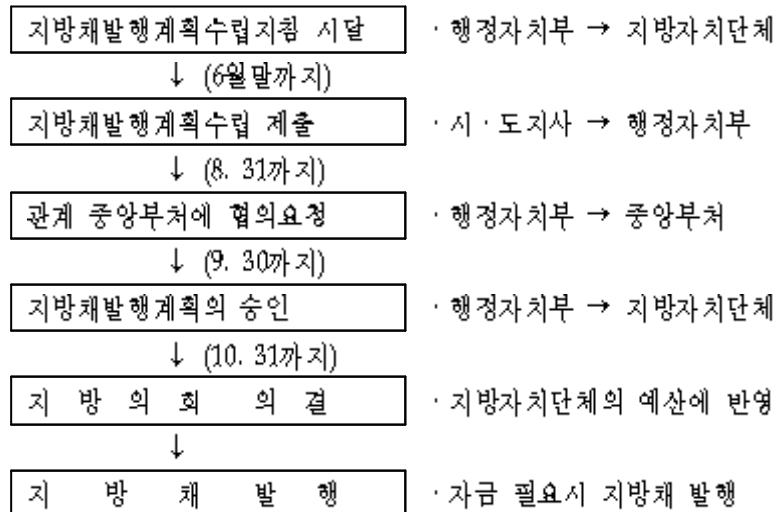 지방채발행계획수립지침 시달 · 행정자치부 → 지방자치단체
↓ (6월말까지)
지방채발행계획수립 제출 · 시 · 도지사 → 행정자치부
↓ (8. 31까지)
관계 중앙부처에 협의요청 · 행정자치부 → 중앙부처
↓ (9. 30까지)
지방채발행계획의 승인 · 행정자치부 → 지방자치단체
↓ (10. 31까지)
지 방 의 회 의 결 · 지방자치단체의 예산에 반영
↓
지 방 채 발 행 · 자금 필요시 지방채 발행